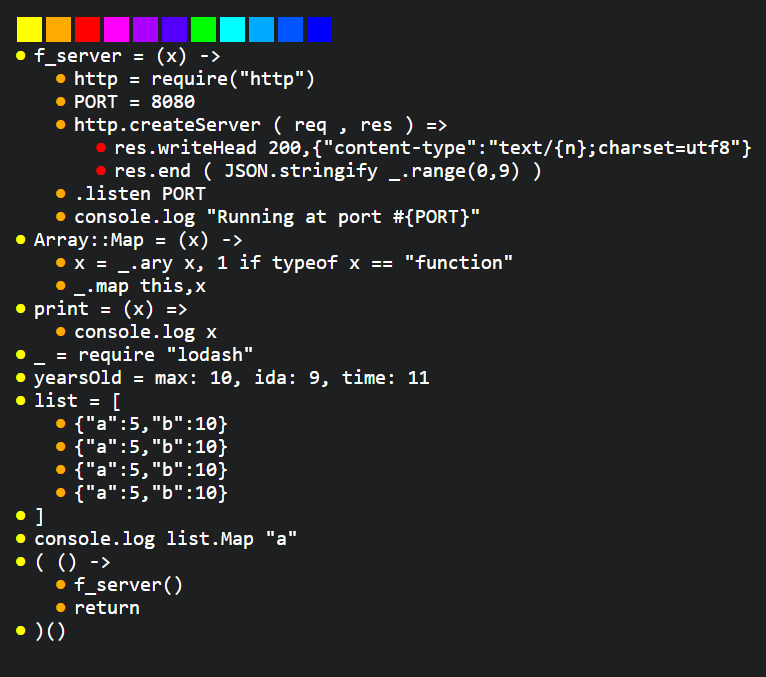 f_server = (x) ->
http = require("http")
PORT = 8080
http.createServer ( req , res ) =>
res.writeHead 200,{"content-type":"text/{n};charset=utf8"}
res.end ( JSON.stringify _.range(0,9) )
.listen PORT
console.log "Running at port #{PORT}"
Array::Map = (x) ->
x = _.ary x, 1 if typeof x == "function"
_.map this,x
print = (x) =>
console.log x
_ = require "lodash"
yearsOld = max: 10, ida: 9, time: 11
list = [
{"a":5,"b":10}
{"a":5,"b":10}
{"a":5,"b":10}
{"a":5,"b":10}
]
console.log list.Map "a"
( () ->
f_server()
return
)()